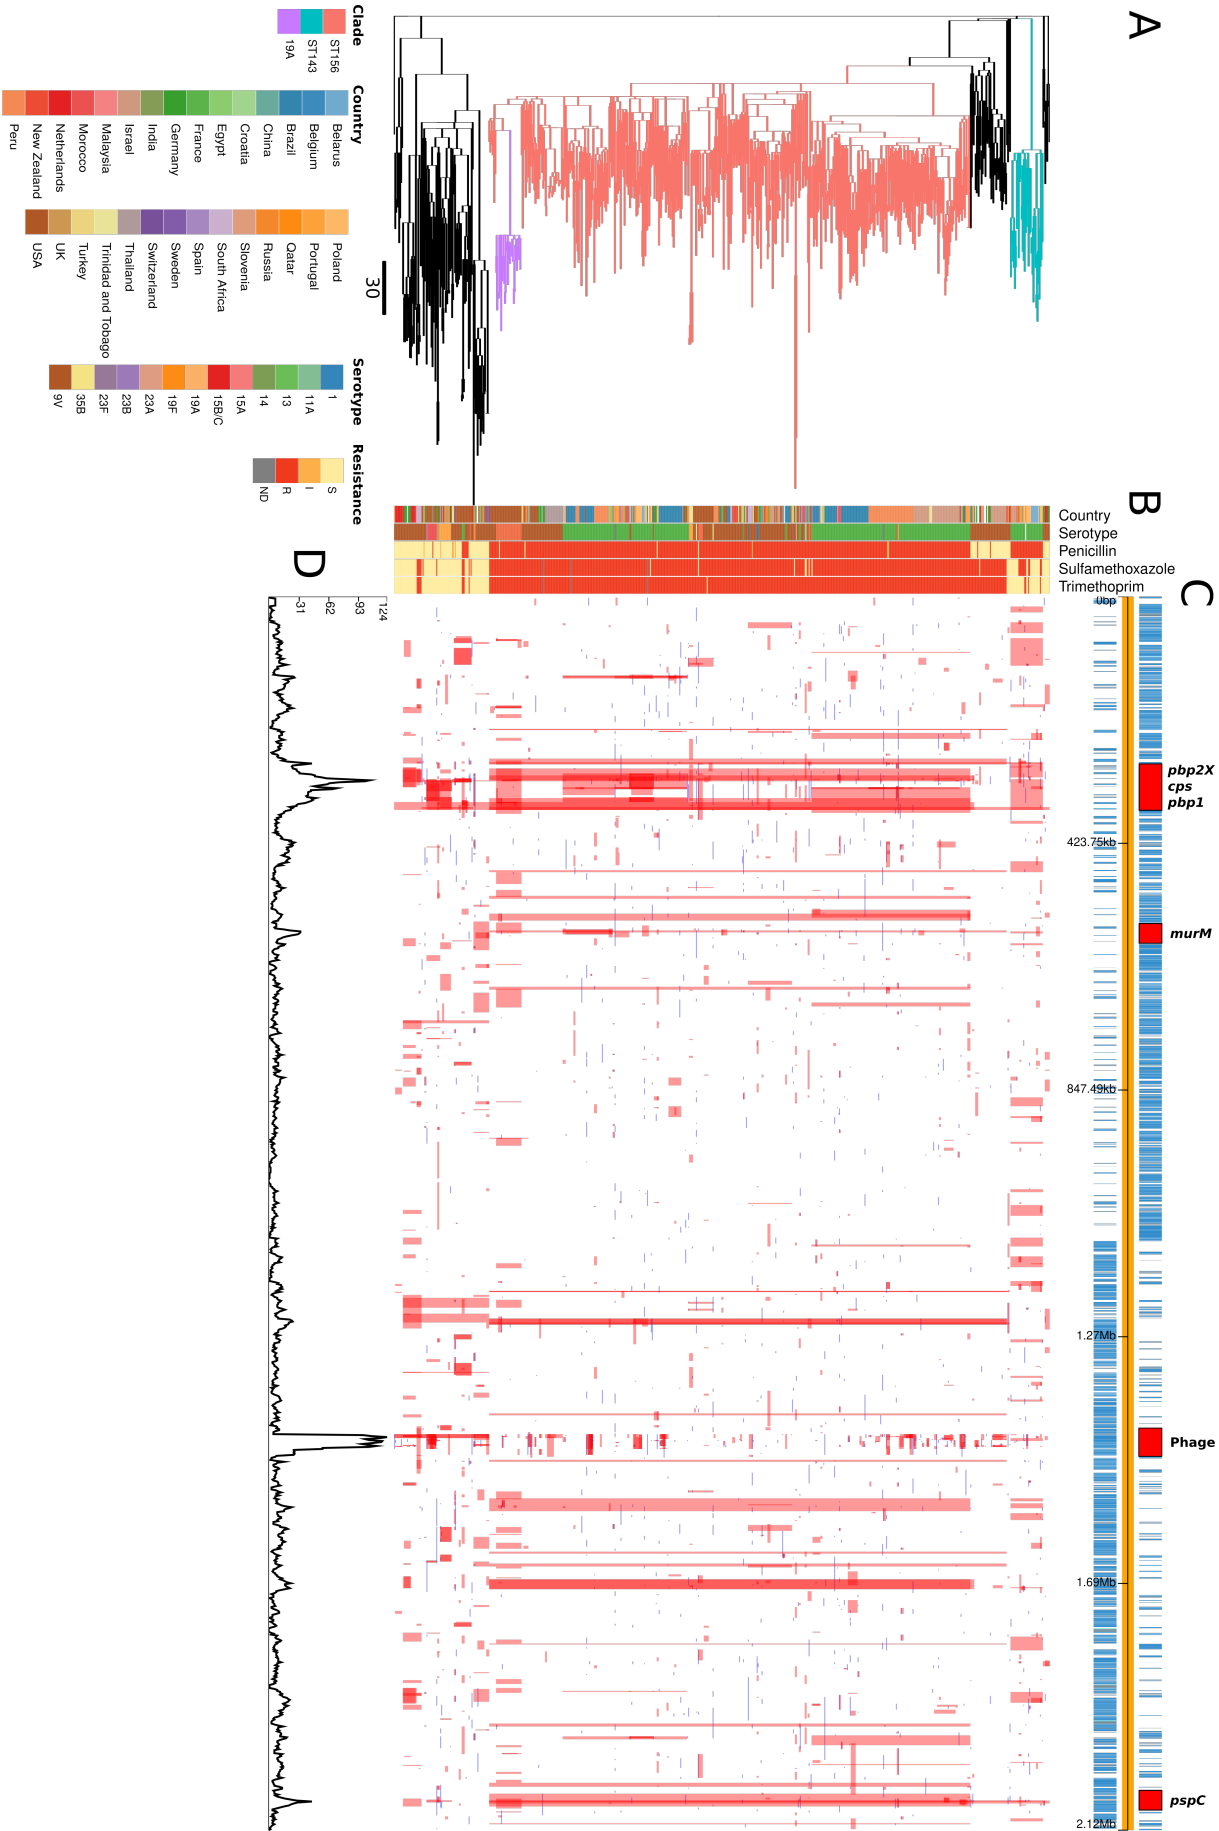 A
B
C
D
Clade
ST156
ST143
19A
Country
Belarus
Belgium
Brazil
China
Croatia
Egypt
France
Germany
India
Israel
Malaysia
Morocco
Netherlands
New Zealand
Peru
Poland
Portugal
Qatar
Russia
Slovenia
South Africa
Spain
Sweden
Switzerland
Thailand
Trinidad and Tobago
Turkey
UK
USA
Serotype
1
11A
13
14
15A
15B/C
19A
19F
23A
23B
23F
35B
9V
Resistance
S
I
R
ND
30
Country
Serotype
Penicillin
Sulfamethoxazole
Trimethoprim
0bp
423.75kb
847.49kb
1.27Mb
1.69Mb
2.12Mb
pbp2X
cps
pbp1
murM
Phage
pspC
31
62
93
124